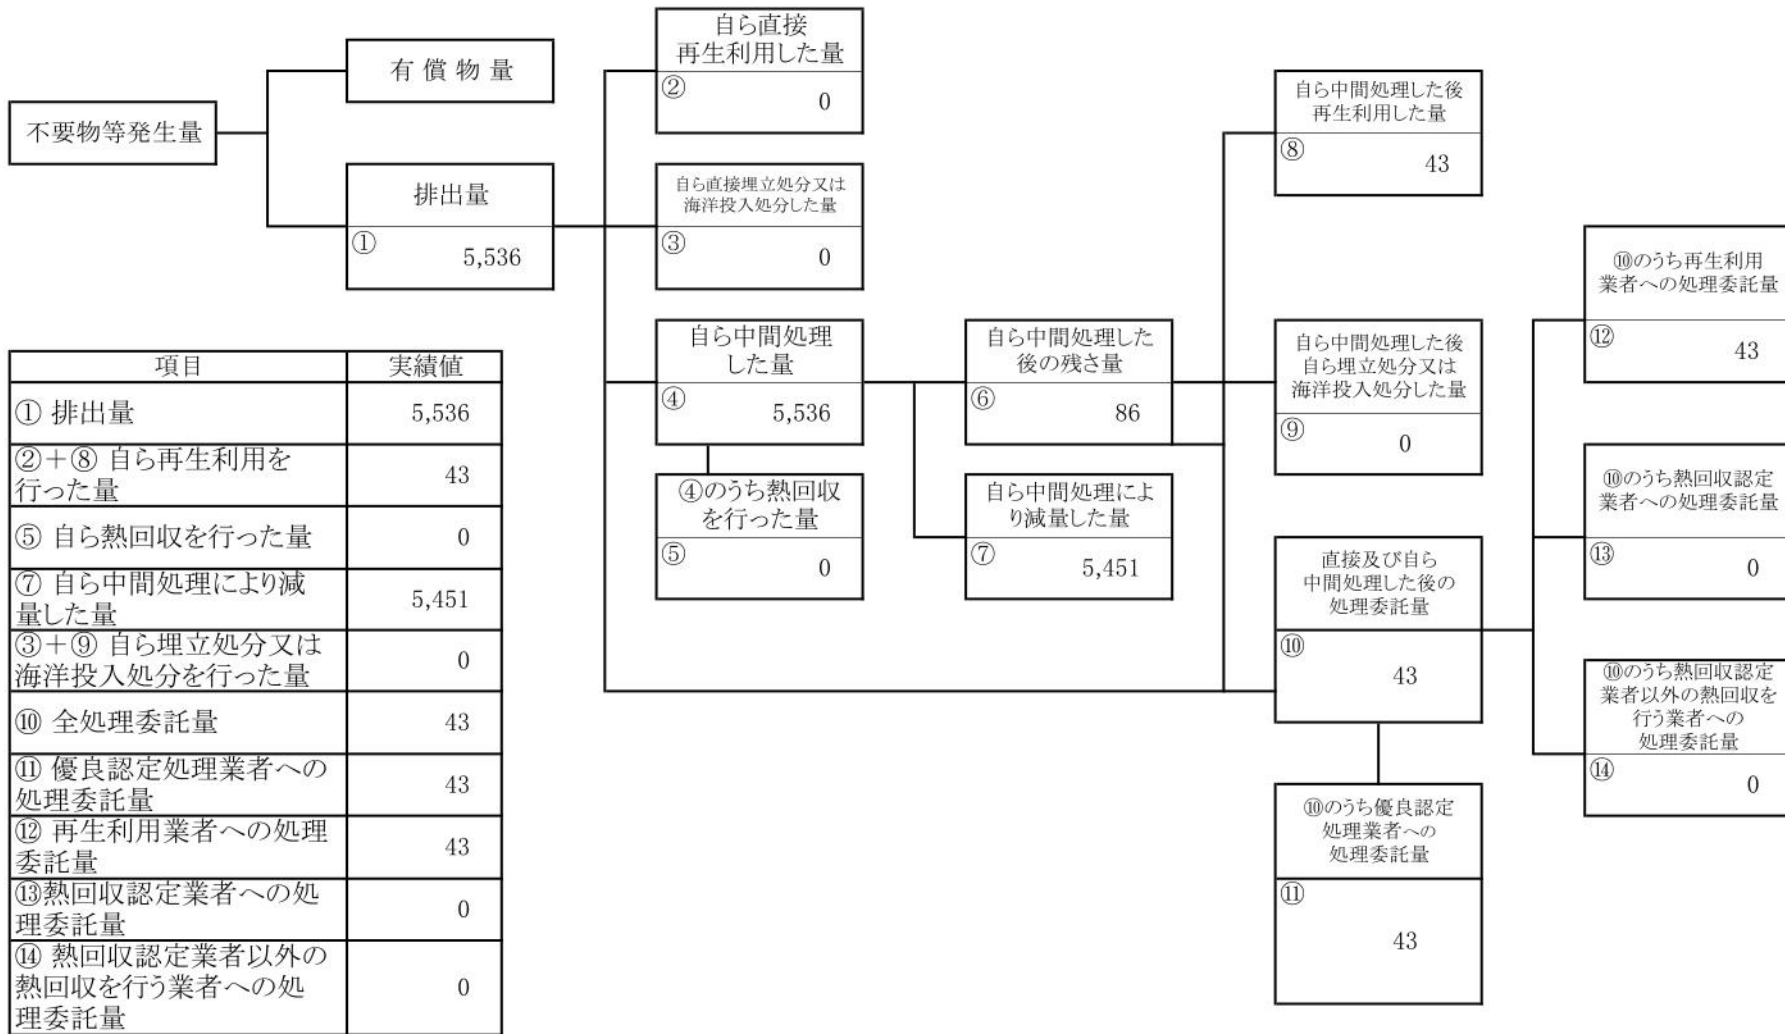 不要物等発生量
有償物量
排出量
①
5,536
自ら直接
再生利用した量
②
0
自ら直接埋立処分又は
海洋投入処分した量
③
0
自ら中間処理
した量
④
5,536
④のうち熱回収
を行った量
⑤
0
自ら中間処理した
後の残さ量
⑥
86
自ら中間処理によ
り減量した量
⑦
5,451
自ら中間処理した後
再生利用した量
⑧
43
自ら中間処理した後
自ら埋立処分又は
海洋投入処分した量
⑨
0
直接及び自ら
中間処理した後の
処理委託量
⑩
43
⑩のうち優良認定
処理業者への
処理委託量
⑪
43
⑩のうち再生利用
業者への処理委託量
⑫
43
⑩のうち熱回収認定
業者への処理委託量
⑬
0
⑩のうち熱回収認定
業者以外の熱回収を
行う業者への
処理委託量
⑭
0
項目 実績値
① 排出量 5,536
②+⑧ 自ら再生利用を
行った量 43
⑤ 自ら熱回収を行った量 0
⑦ 自ら中間処理により減
量した量 5,451
③+⑨ 自ら埋立処分又は
海洋投入処分を行った量 0
⑩ 全処理委託量 43
⑪ 優良認定処理業者への
処理委託量 43
⑫ 再生利用業者への処理
委託量 43
⑬熱回収認定業者への処
理委託量 0
⑭ 熱回収認定業者以外の
熱回収を行う業者への処
理委託量 0